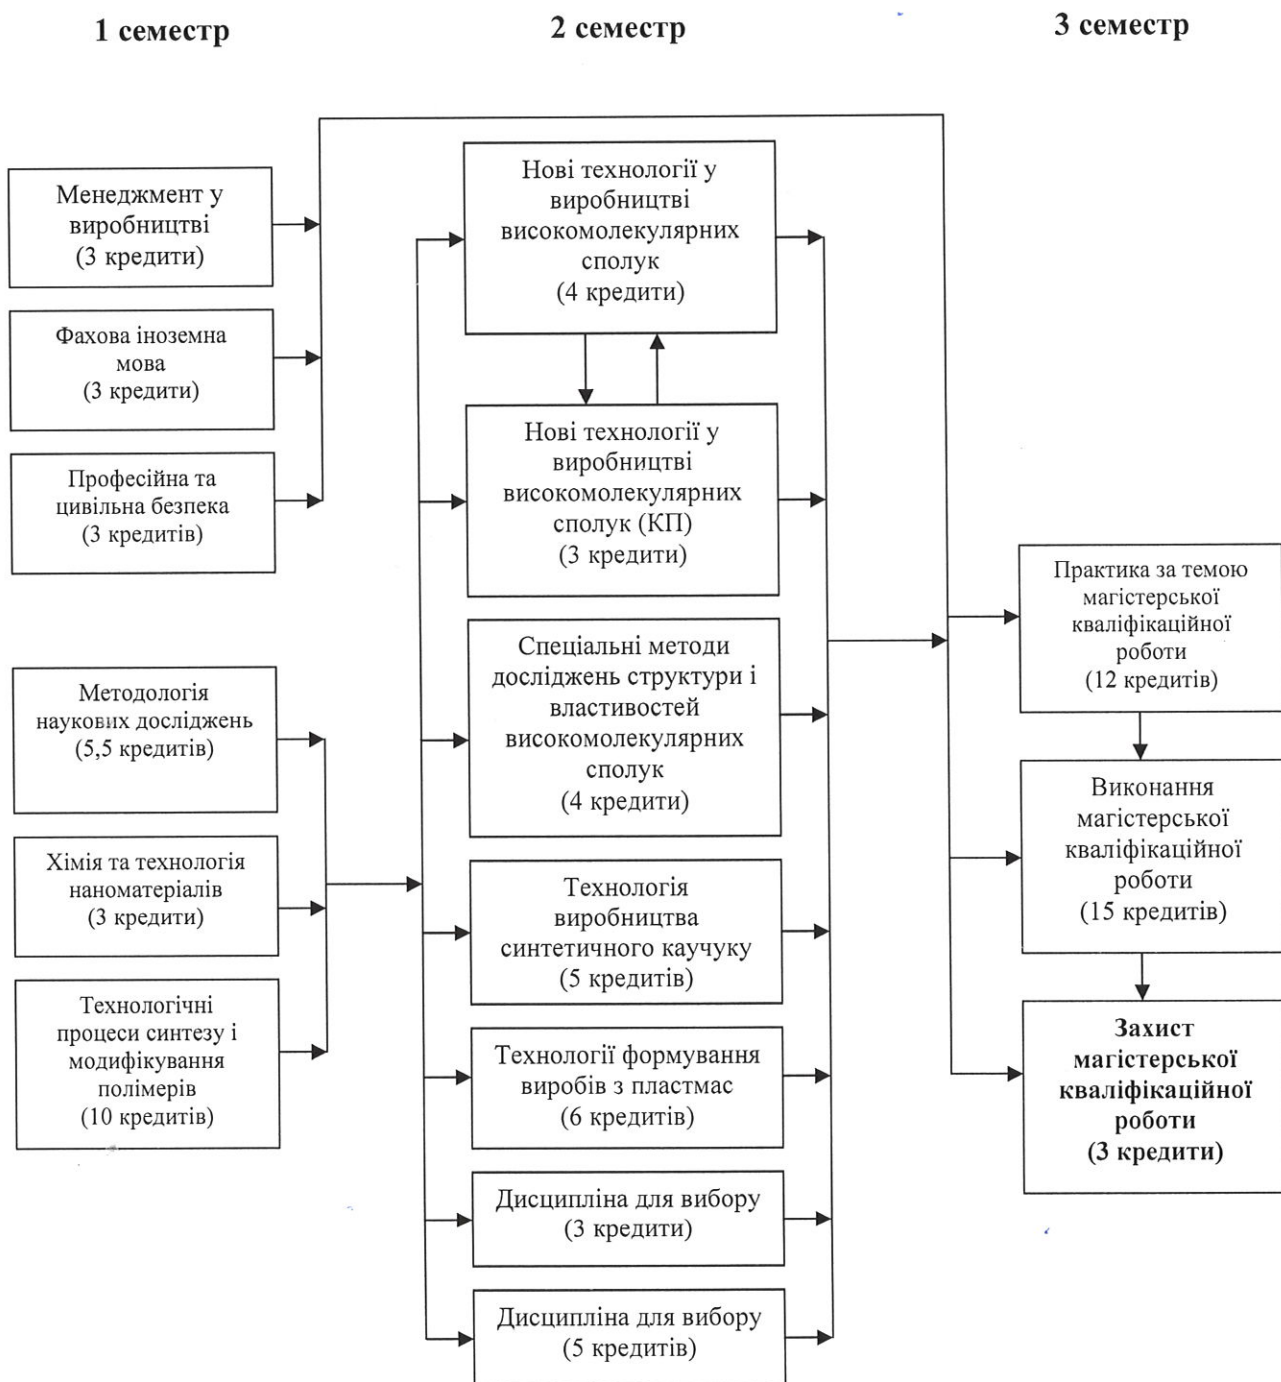 1 семестр
2 семестр
3 семестр
Менеджмент у
виробництві
(3 кредити)
Фахова іноземна
мова
(3 кредити)
Професійна та
цивільна безпека
(3 кредитів)
Методологія
наукових досліджень
(5,5 кредитів)
Хімія та технологія
наноматеріалів
(3 кредити)
Технологічні
процеси синтезу і
модифікування
полімерів
(10 кредитів)
Нові технології у
виробництві
високомолекулярних
сполук
(4 кредити)
Нові технології у
виробництві
високомолекулярних
сполук (КП)
(3 кредити)
Спеціальні методи
досліджень структури і
властивостей
високомолекулярних
сполук
(4 кредити)
Технологія
виробництва
синтетичного каучуку
(5 кредитів)
Технології формування
виробів з пластмас
(6 кредитів)
Дисципліна для вибору
(3 кредити)
Дисципліна для вибору
(5 кредитів)
Практика за темою
магістерської
кваліфікаційної
роботи
(12 кредитів)
Виконання
магістерської
кваліфікаційної
роботи
(15 кредитів)
Захист
магістерської
кваліфікаційної
роботи
(3 кредити)